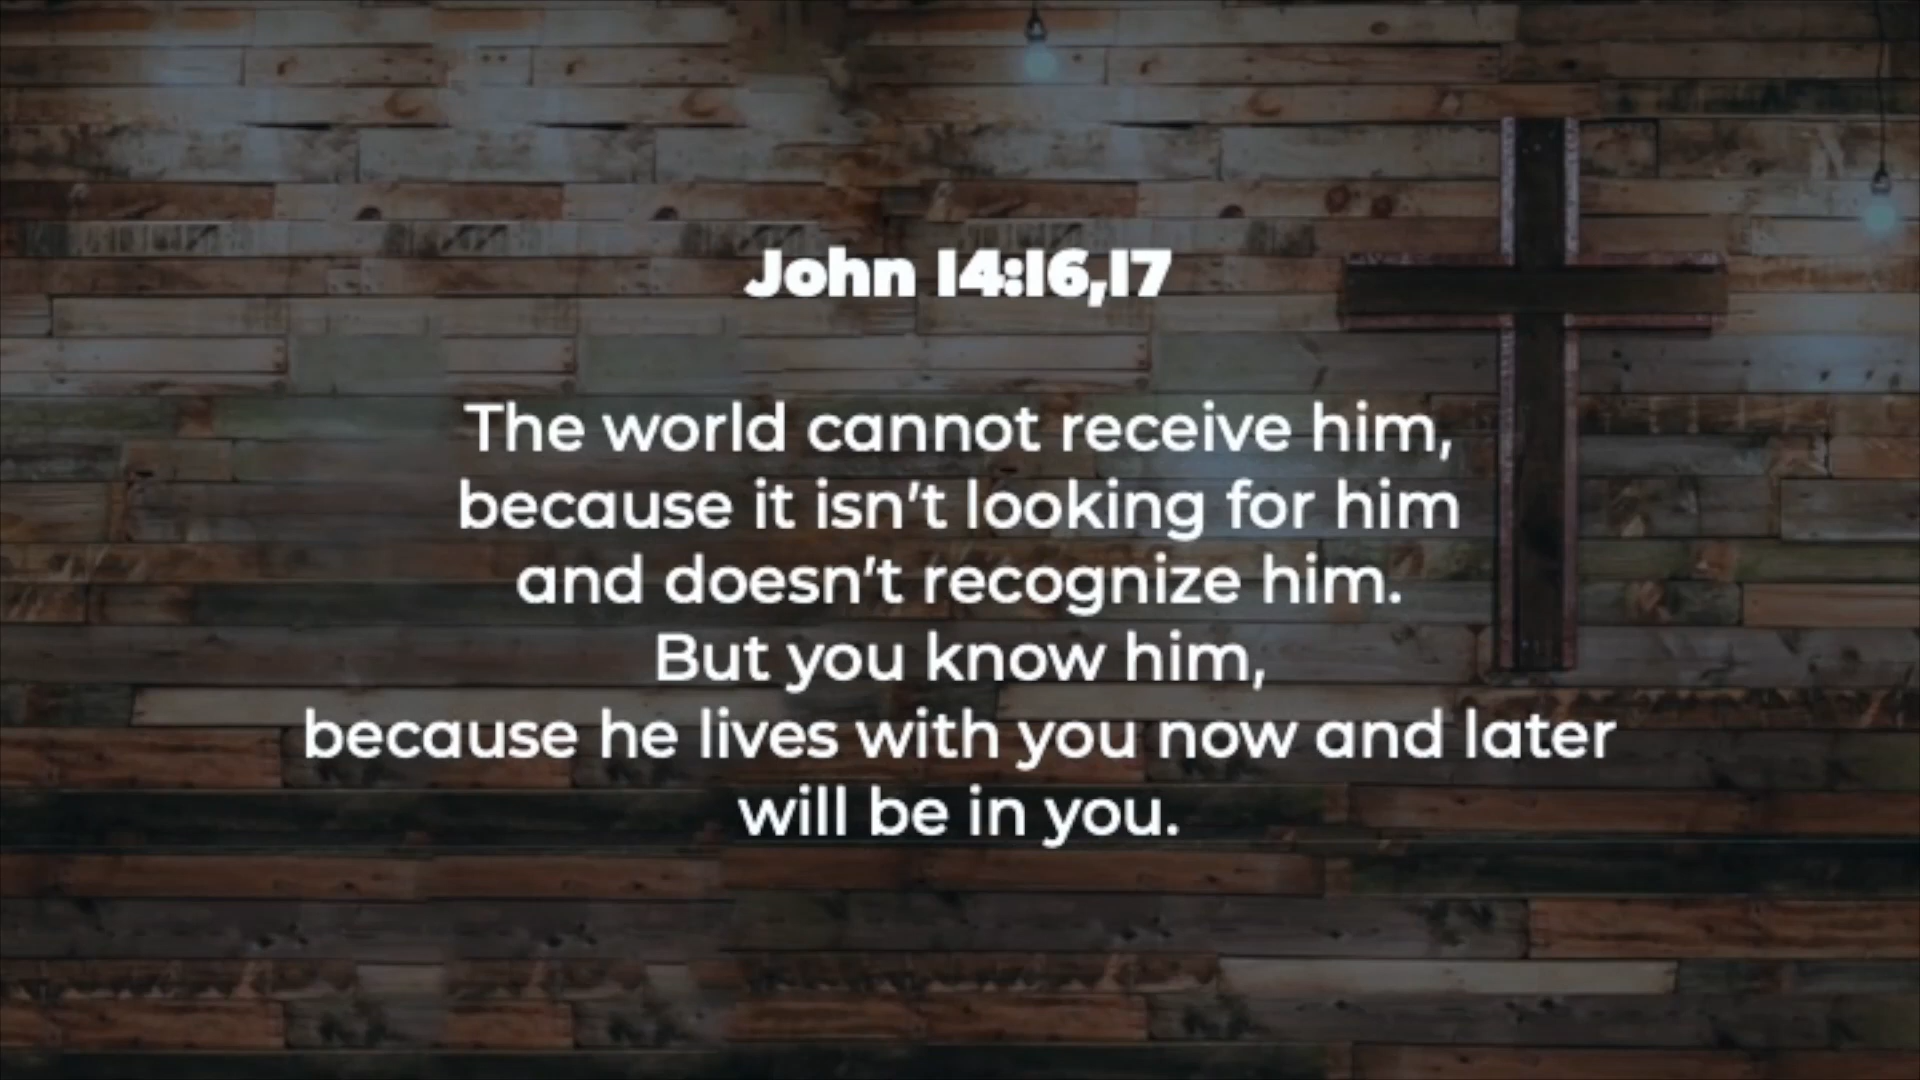 John 14:16,17
The world cannot receive him,
because it isn't looking for him
and doesn't recognize him.
But you know him,
because he lives with you now and later
will be in you.